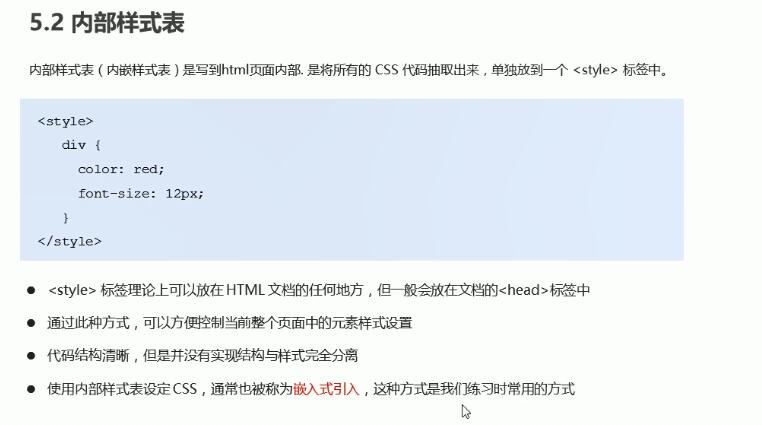 5.2 内部样式表
内部样式表（内嵌样式表）是写到html页面内部. 是将所有的 CSS 代码抽取出来，单独放到一个 <style> 标签中。
<style>
div {
color: red;
font-size: 12px;
}
</style>
● <style> 标签理论上可以放在 HTML 文档的任何地方，但一般会放在文档的<head>标签中
● 通过此种方式，可以方便控制当前整个页面中的元素样式设置
● 代码结构清晰，但是并没有实现结构与样式完全分离
● 使用内部样式表设定 CSS，通常也被称为嵌入式引入，这种方式是我们练习时常用的方式